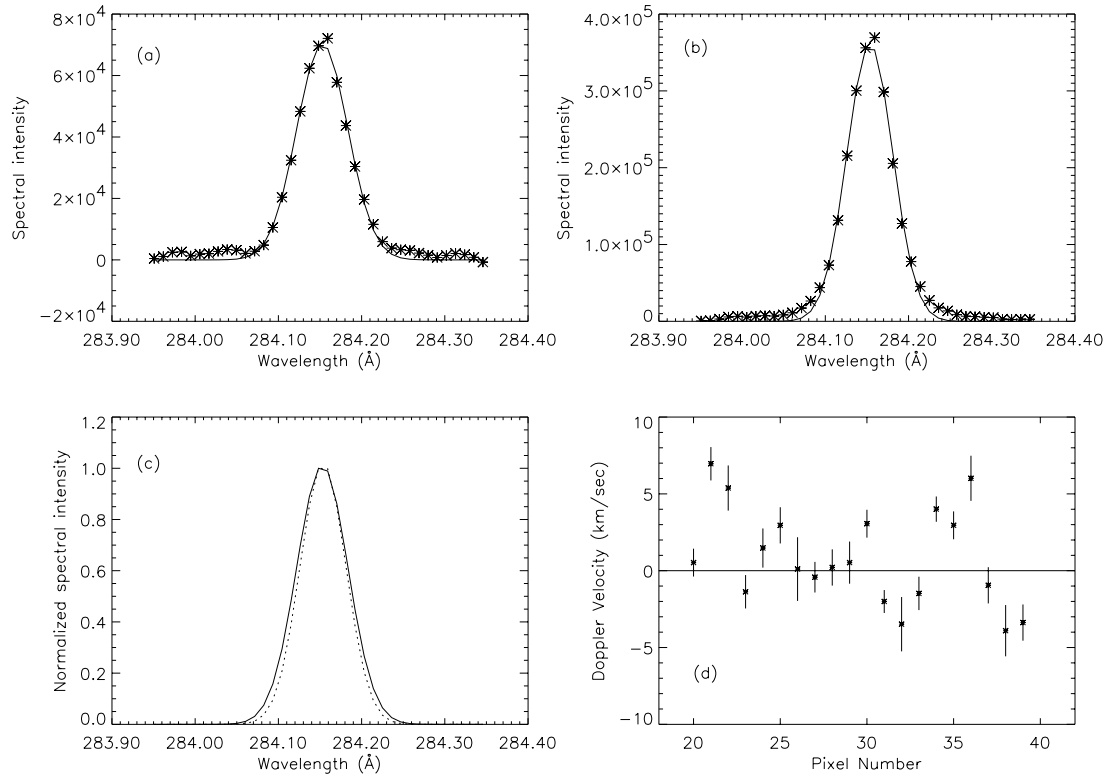 (a)
Spectral intensity
8×10⁴
6×10⁴
4×10⁴
2×10⁴
0
−2×10⁴
283.90 284.00 284.10 284.20 284.30 284.40
Wavelength (Å)
(b)
Spectral intensity
4.0×10⁵
3.0×10⁵
2.0×10⁵
1.0×10⁵
0
283.90 284.00 284.10 284.20 284.30 284.40
Wavelength (Å)
(c)
Normalized spectral intensity
1.2
1.0
0.8
0.6
0.4
0.2
0.0
283.90 284.00 284.10 284.20 284.30 284.40
Wavelength (Å)
(d)
Doppler Velocity (km/sec)
10
5
0
−5
−10
20 25 30 35 40
Pixel Number